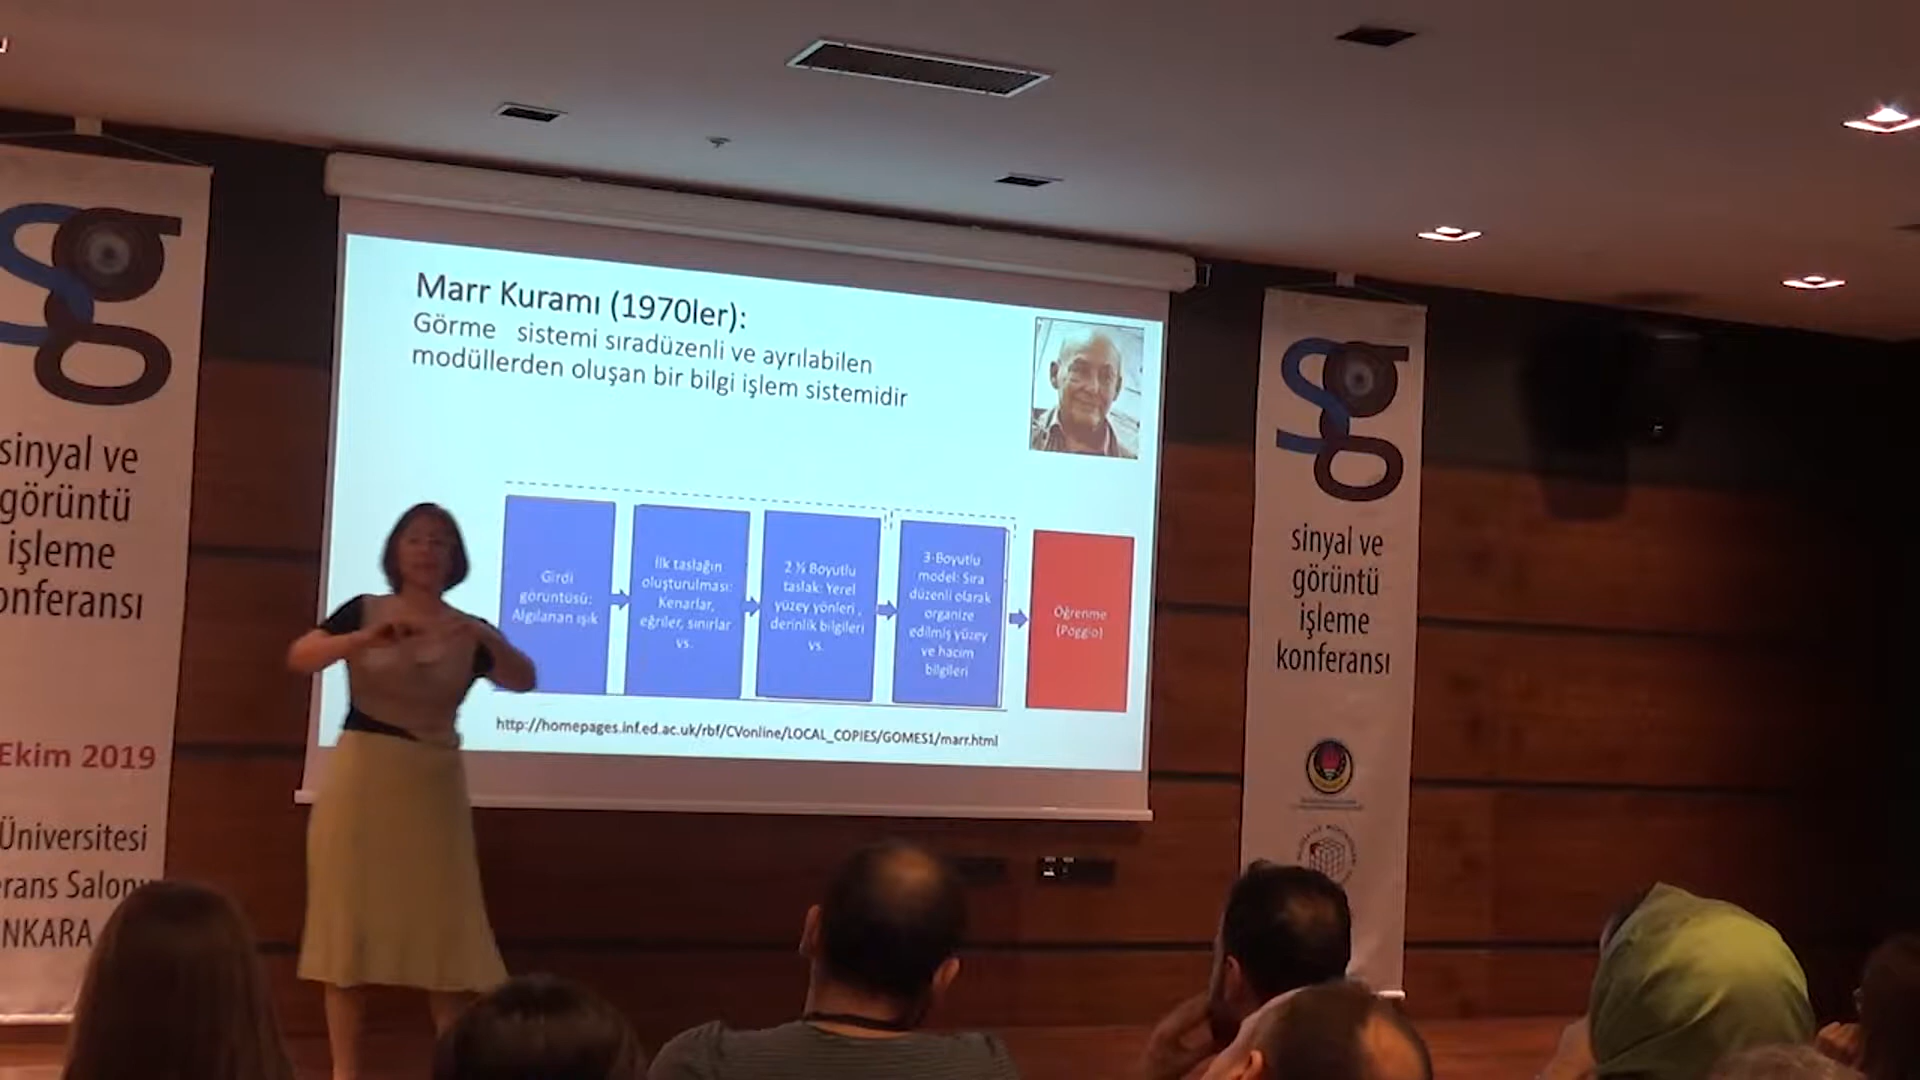 sinyal ve
görüntü
işleme
onferansı
Ekim 2019
Üniversitesi
rans Salonu
NKARA
Marr Kuramı (1970ler):
Görme sistemi sıradüzenli ve ayrılabilen
modüllerden oluşan bir bilgi işlem sistemidir
Girdi
görüntüsü:
Algılanan ışık
İlk taslağın
oluşturulması:
Kenarlar,
eğriler, sınırlar
vs.
2 ½ Boyutlu
taslak: Yerel
yüzey yönleri ,
derinlik bilgileri
vs.
3-Boyutlu
model: Sıra
düzenli olarak
organize
edilmiş yüzey
ve hacim
bilgileri
Öğrenme
(Poggio)
http://homepages.inf.ed.ac.uk/rbf/CVonline/LOCAL_COPIES/GOMES1/marr.html
sinyal ve
görüntü
işleme
konferansı